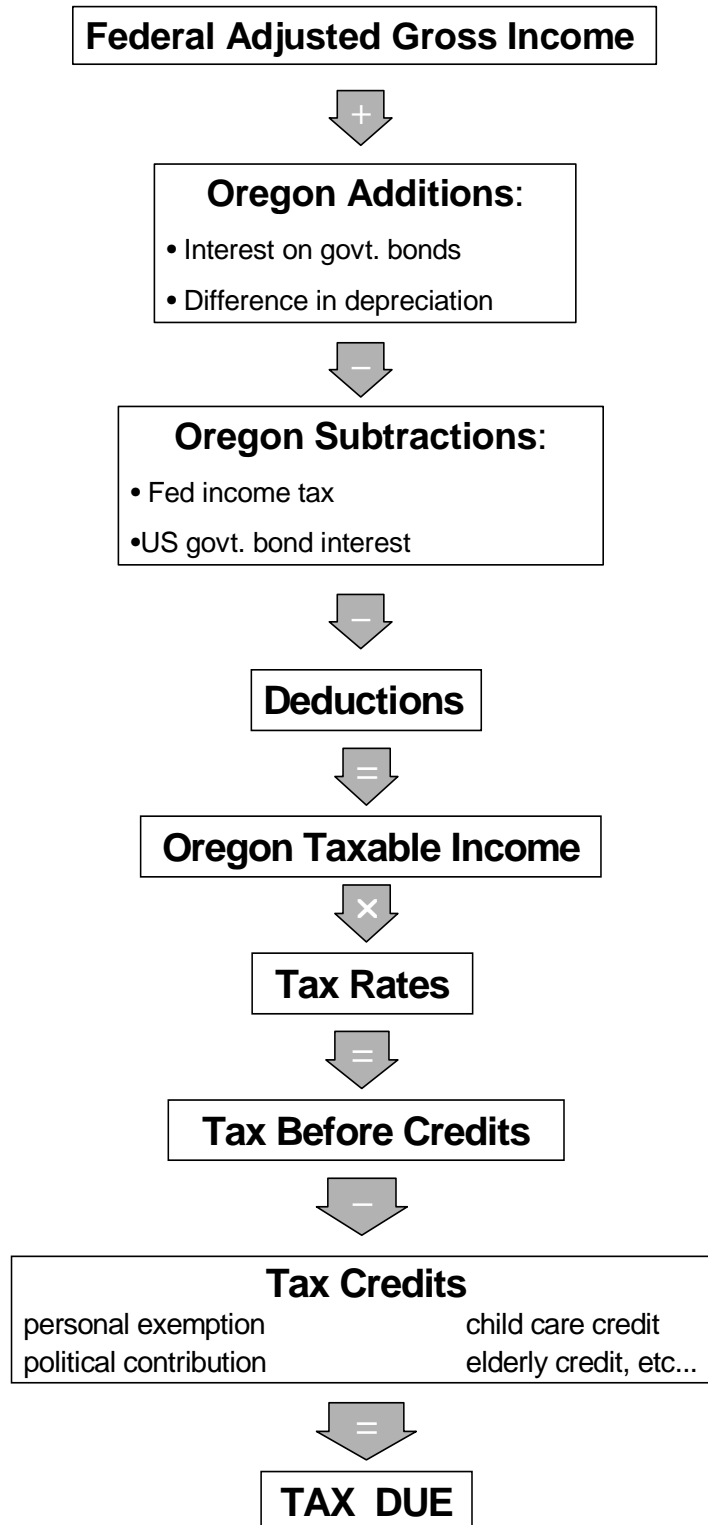 Federal Adjusted Gross Income
+
Oregon Additions:
• Interest on govt. bonds
• Difference in depreciation
–
Oregon Subtractions:
• Fed income tax
•US govt. bond interest
–
Deductions
=
Oregon Taxable Income
×
Tax Rates
=
Tax Before Credits
–
Tax Credits
personal exemption child care credit
political contribution elderly credit, etc...
=
TAX DUE